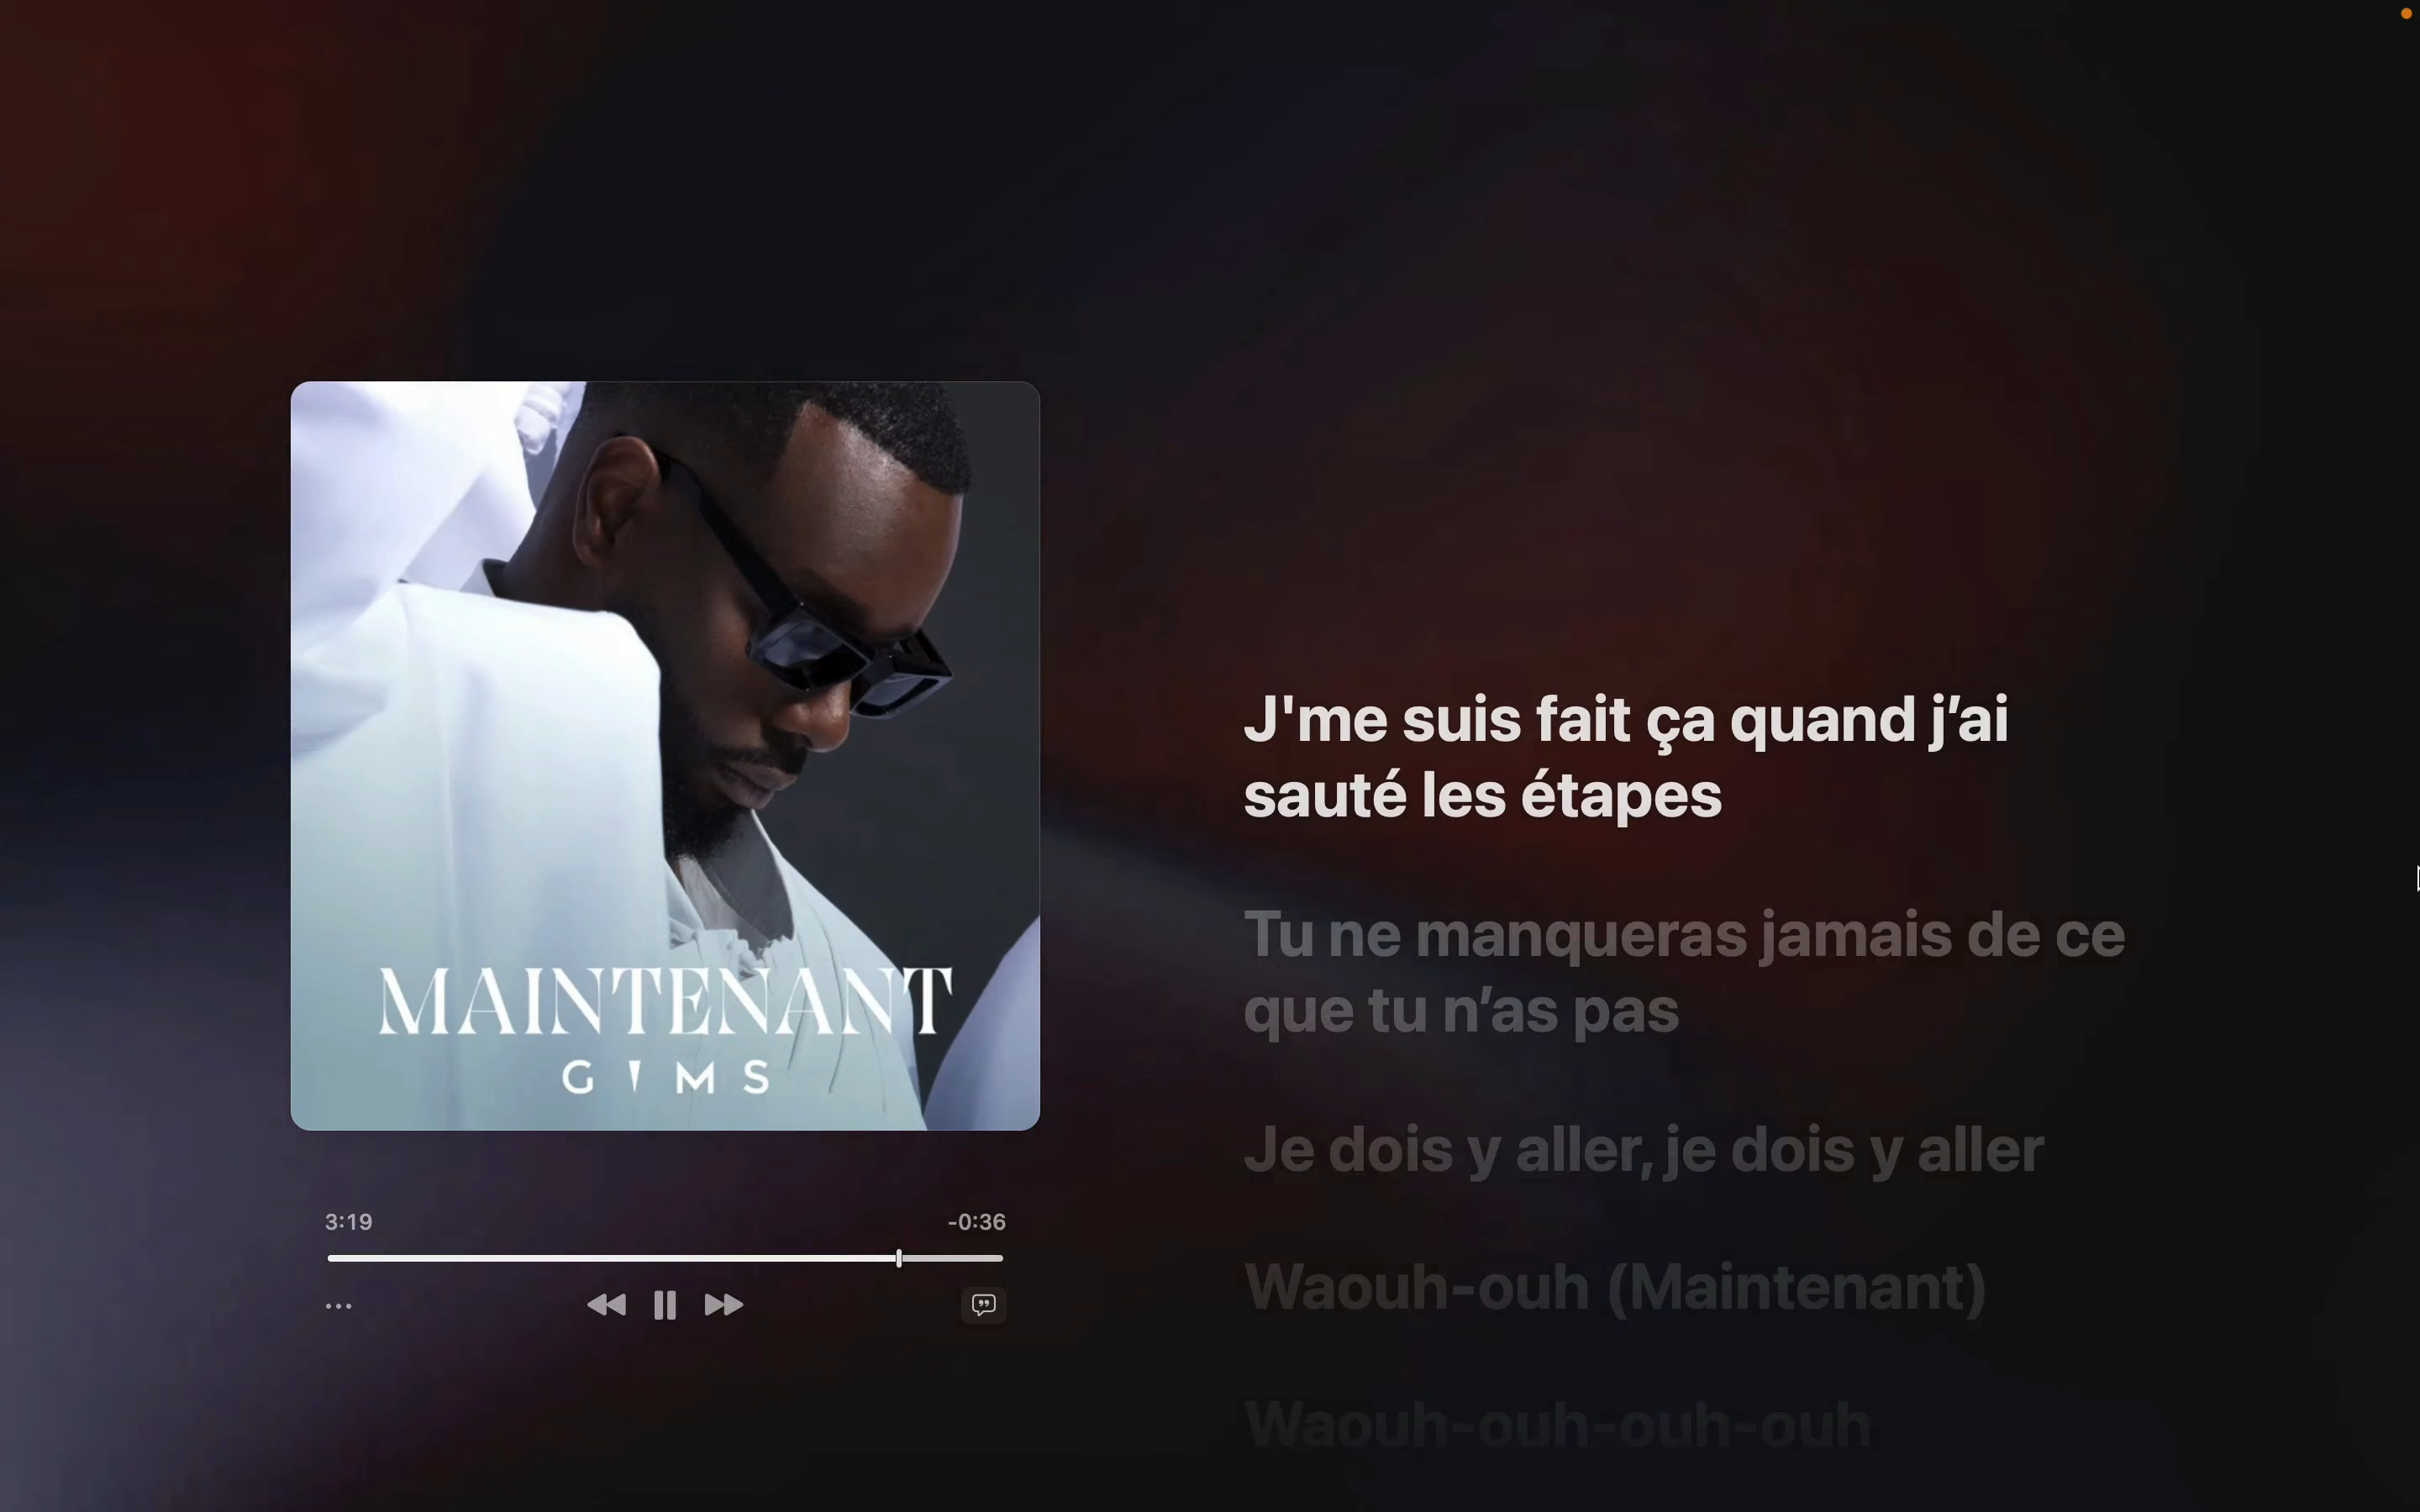 MAINTENANT
GIMS
3:19
-0:36
J'me suis fait ça quand j’ai
sauté les étapes
Tu ne manqueras jamais de ce
que tu n’as pas
Je dois y aller, je dois y aller
Waouh-ouh (Maintenant)
Waouh-ouh-ouh-ouh